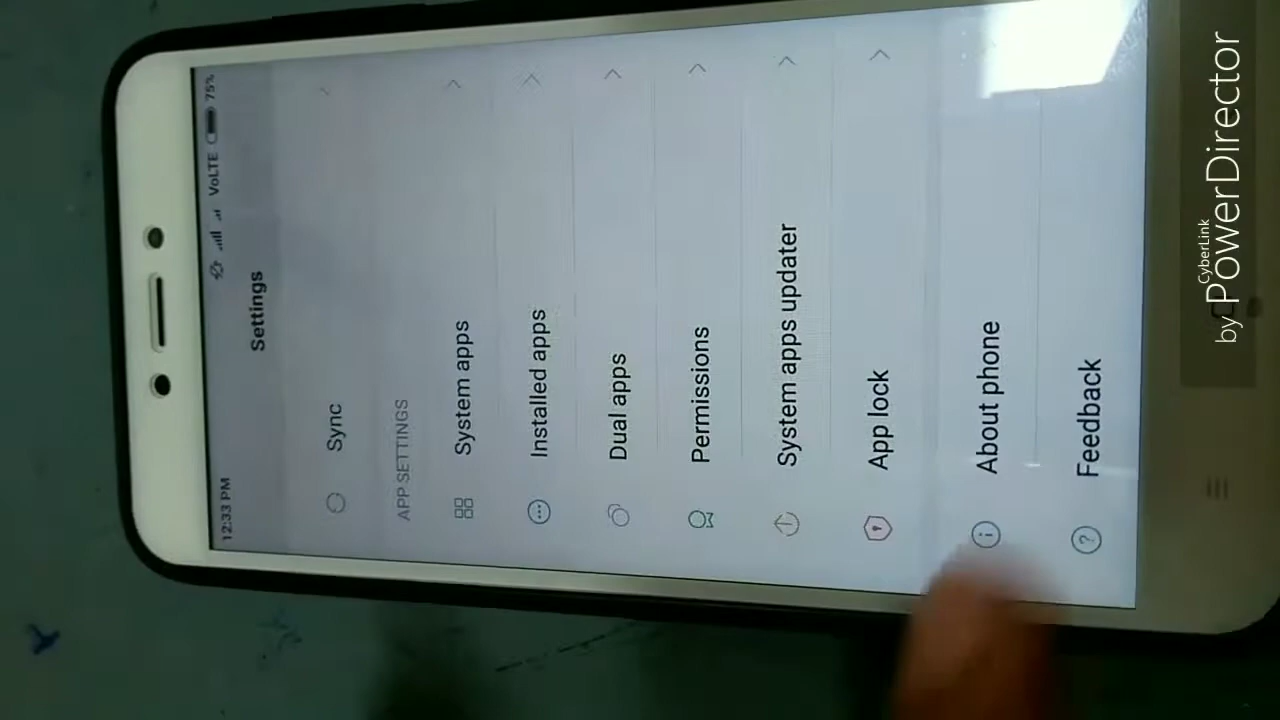 12:33 PM
VoLTE
75%
Settings
Sync
APP SETTINGS
System apps
Installed apps
Dual apps
Permissions
System apps updater
App lock
About phone
Feedback
by CyberLink
PowerDirector